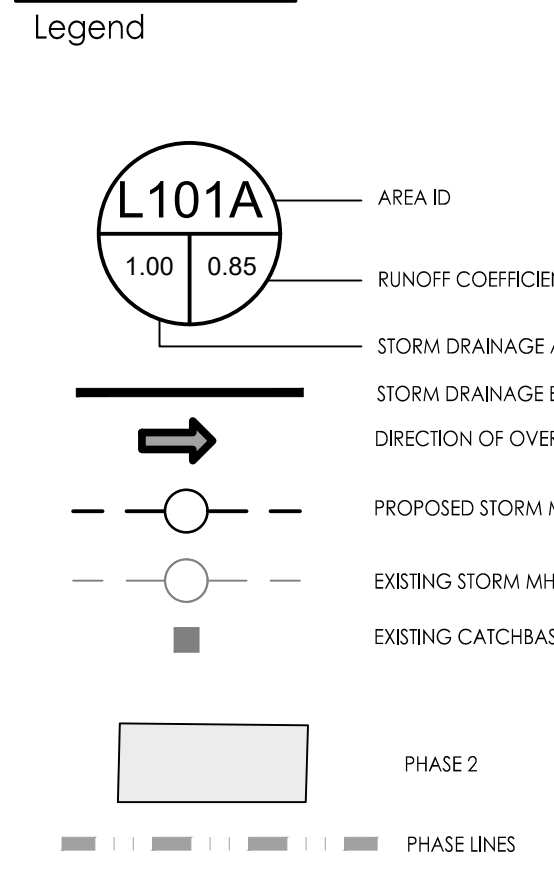 Legend
L101A
AREA ID
1.00 0.85
RUNOFF COEFFICIEN
STORM DRAINAGE
STORM DRAINAGE
DIRECTION OF OVER
PROPOSED STORM
EXISTING STORM MH
EXISTING CATCHBAS
PHASE 2
PHASE LINES